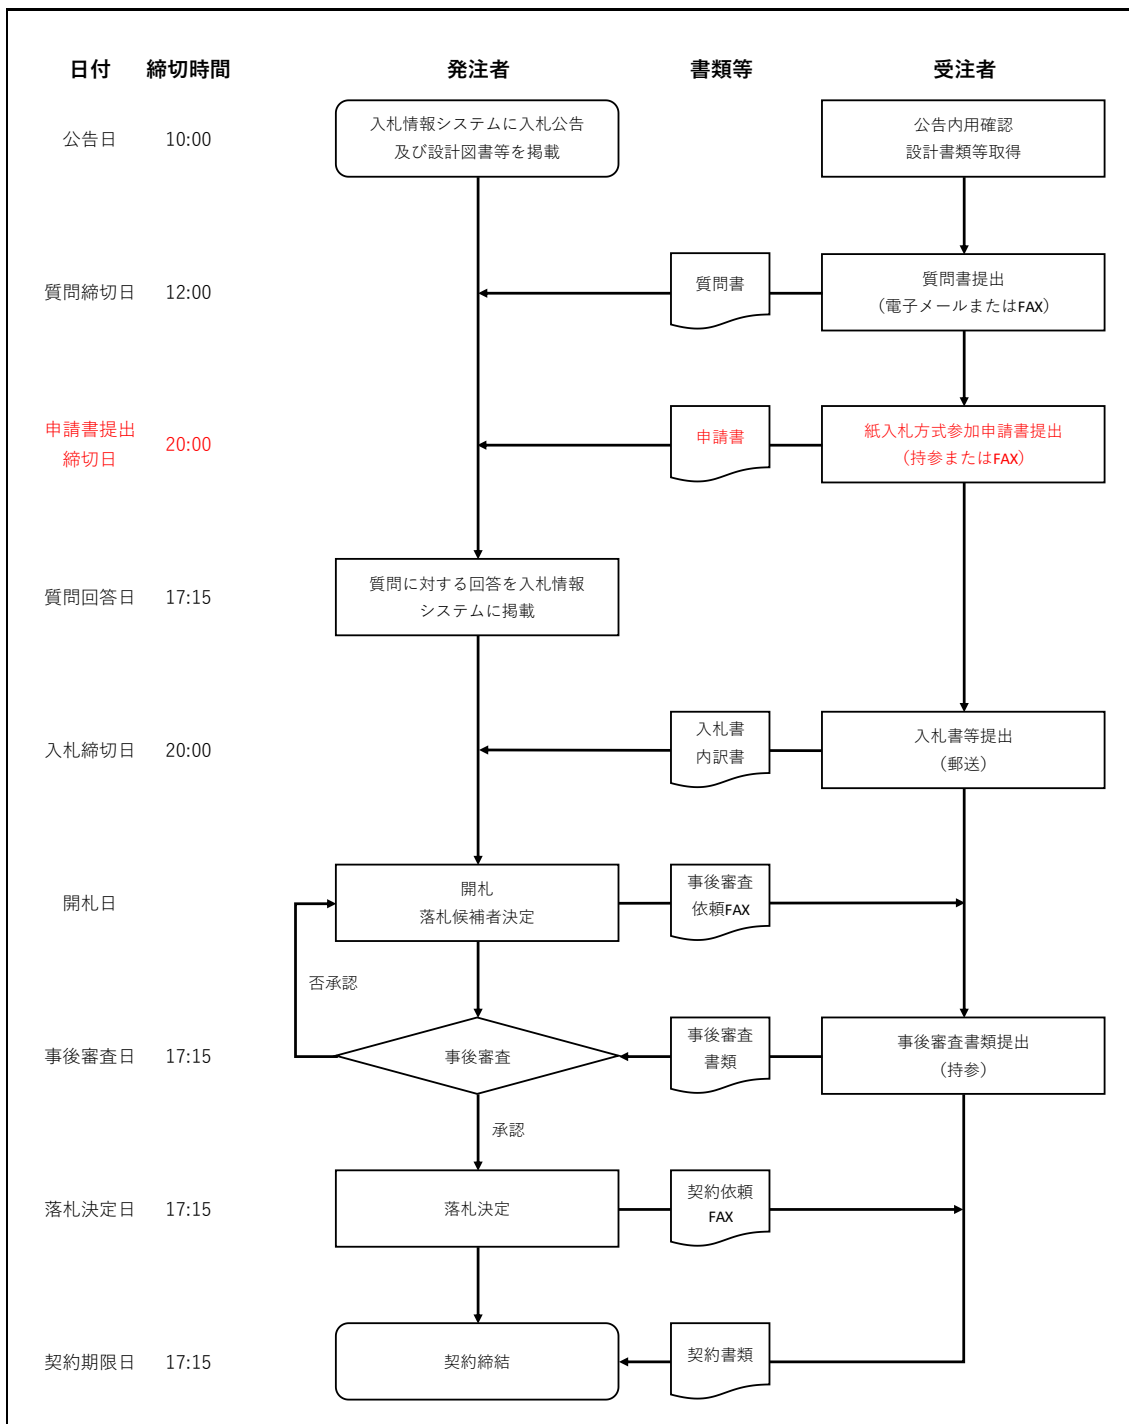 日付 締切時間 発注者 書類等 受注者
公告日 10:00
入札情報システムに入札公告
及び設計図書等を掲載
公告内用確認
設計書類等取得
質問締切日 12:00
質問書
質問書提出
（電子メールまたはFAX）
申請書提出
締切日
20:00
申請書
紙入札方式参加申請書提出
（持参またはFAX）
質問回答日 17:15
質問に対する回答を入札情報
システムに掲載
入札締切日 20:00
入札書
内訳書
入札書等提出
（郵送）
開札日
開札
落札候補者決定
事後審査
依頼FAX
否承認
事後審査日 17:15
事後審査
事後審査
書類
事後審査書類提出
（持参）
承認
落札決定日 17:15
落札決定
契約依頼
FAX
契約期限日 17:15
契約締結
契約書類